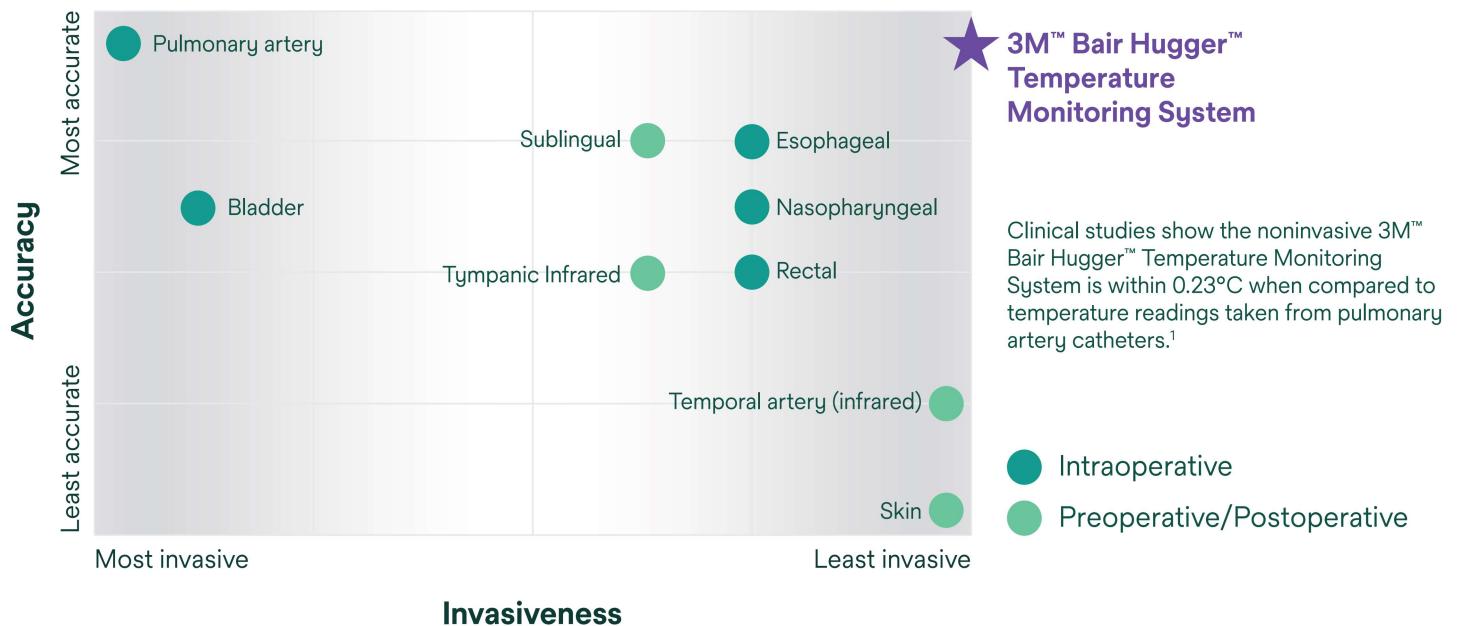 Accuracy
Most accurate
Least accurate
Pulmonary artery
Sublingual
Esophageal
Bladder
Nasopharyngeal
Tympanic Infrared
Rectal
Temporal artery (infrared)
Skin
Most invasive
Least invasive
Invasiveness
3M™ Bair Hugger™
Temperature
Monitoring System
Clinical studies show the noninvasive 3M™
Bair Hugger™ Temperature Monitoring
System is within 0.23°C when compared to
temperature readings taken from pulmonary
artery catheters.¹
Intraoperative
Preoperative/Postoperative